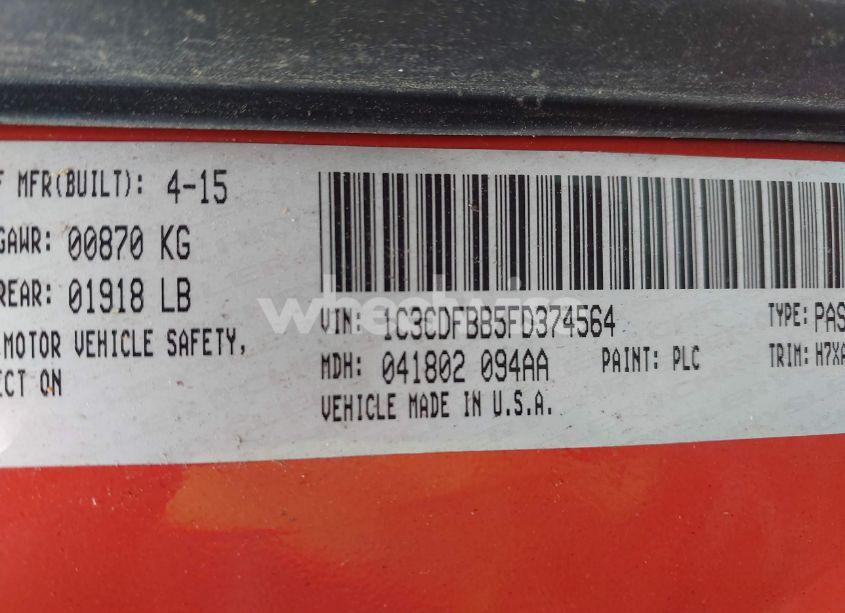 F MFR(BUILT): 4-15
GAWR: 00870 KG
REAR: 01918 LB
MOTOR VEHICLE SAFETY,
ECT ON
wheelwise
VIN: 1C3CDFBB5FD374564
TYPE: PAS
MDH: 041802 094AA
PAINT: PLC
TRIM: H7XA
VEHICLE MADE IN U.S.A.